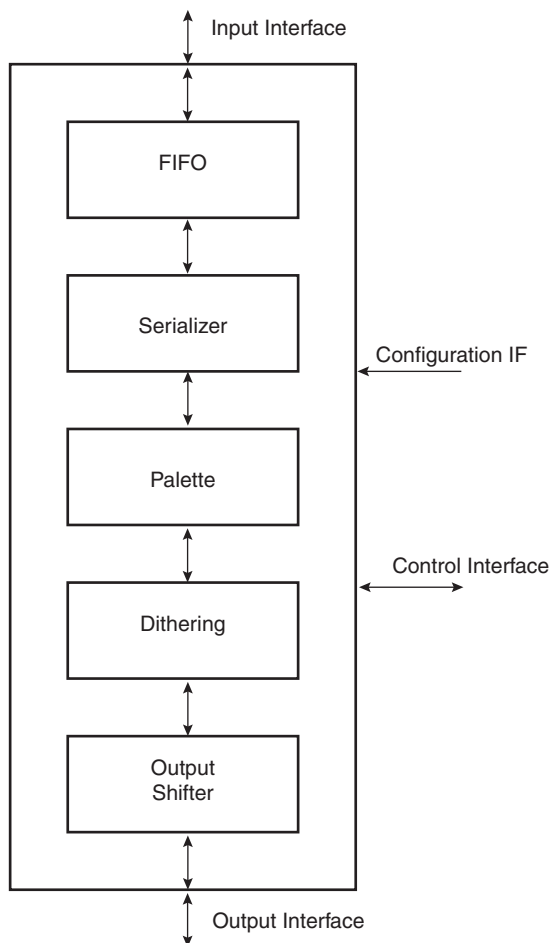 Input Interface
FIFO
Serializer
Configuration IF
Palette
Control Interface
Dithering
Output
Shifter
Output Interface